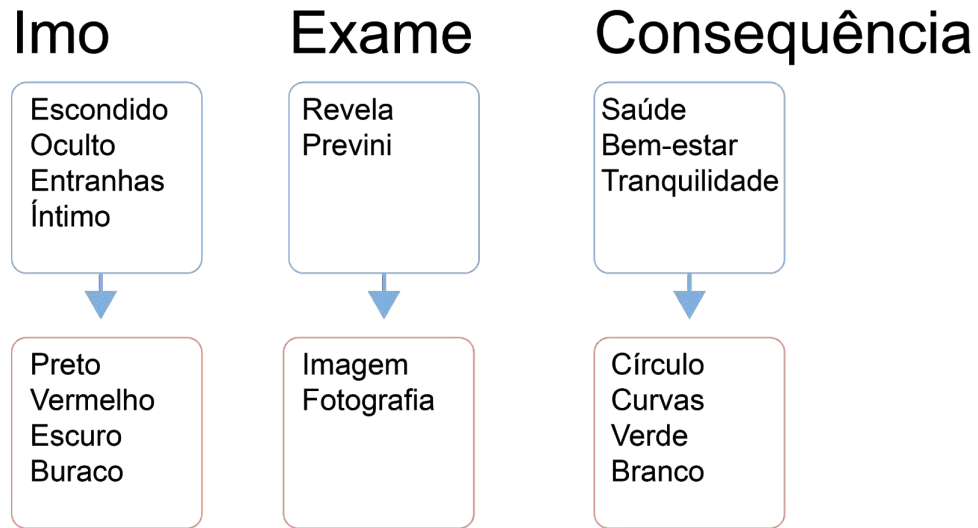 Imo
Escondido
Oculto
Entranhas
Íntimo
Preto
Vermelho
Escuro
Buraco
Exame
Revela
Previni
Imagem
Fotografia
Consequência
Saúde
Bem-estar
Tranquilidade
Círculo
Curvas
Verde
Branco